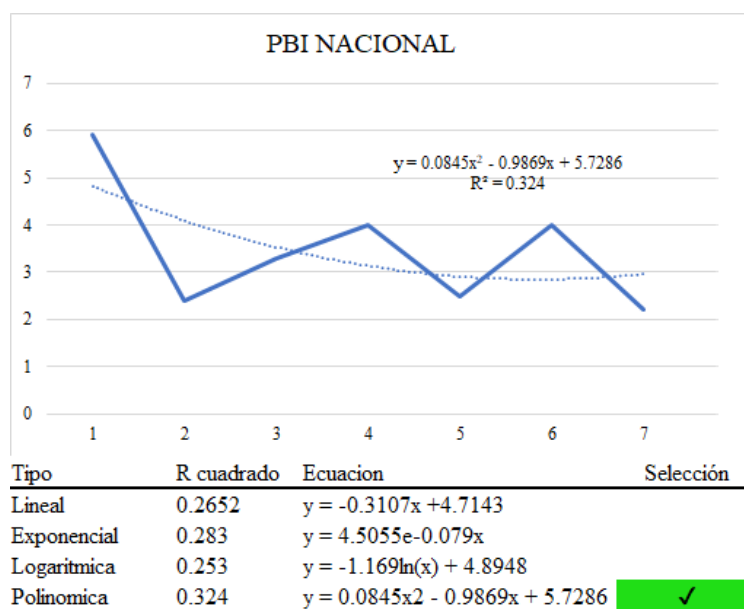 PBI NACIONAL
7
6
5
4
3
2
1
0
y = 0.0845x² - 0.9869x + 5.7286
R² = 0.324
1 2 3 4 5 6 7
Tipo R cuadrado Ecuacion Selección
Lineal 0.2652 y = -0.3107x +4.7143
Exponencial 0.283 y = 4.5055e-0.079x
Logaritmica 0.253 y = -1.169ln(x) + 4.8948
Polinomica 0.324 y = 0.0845x2 - 0.9869x + 5.7286 ✓